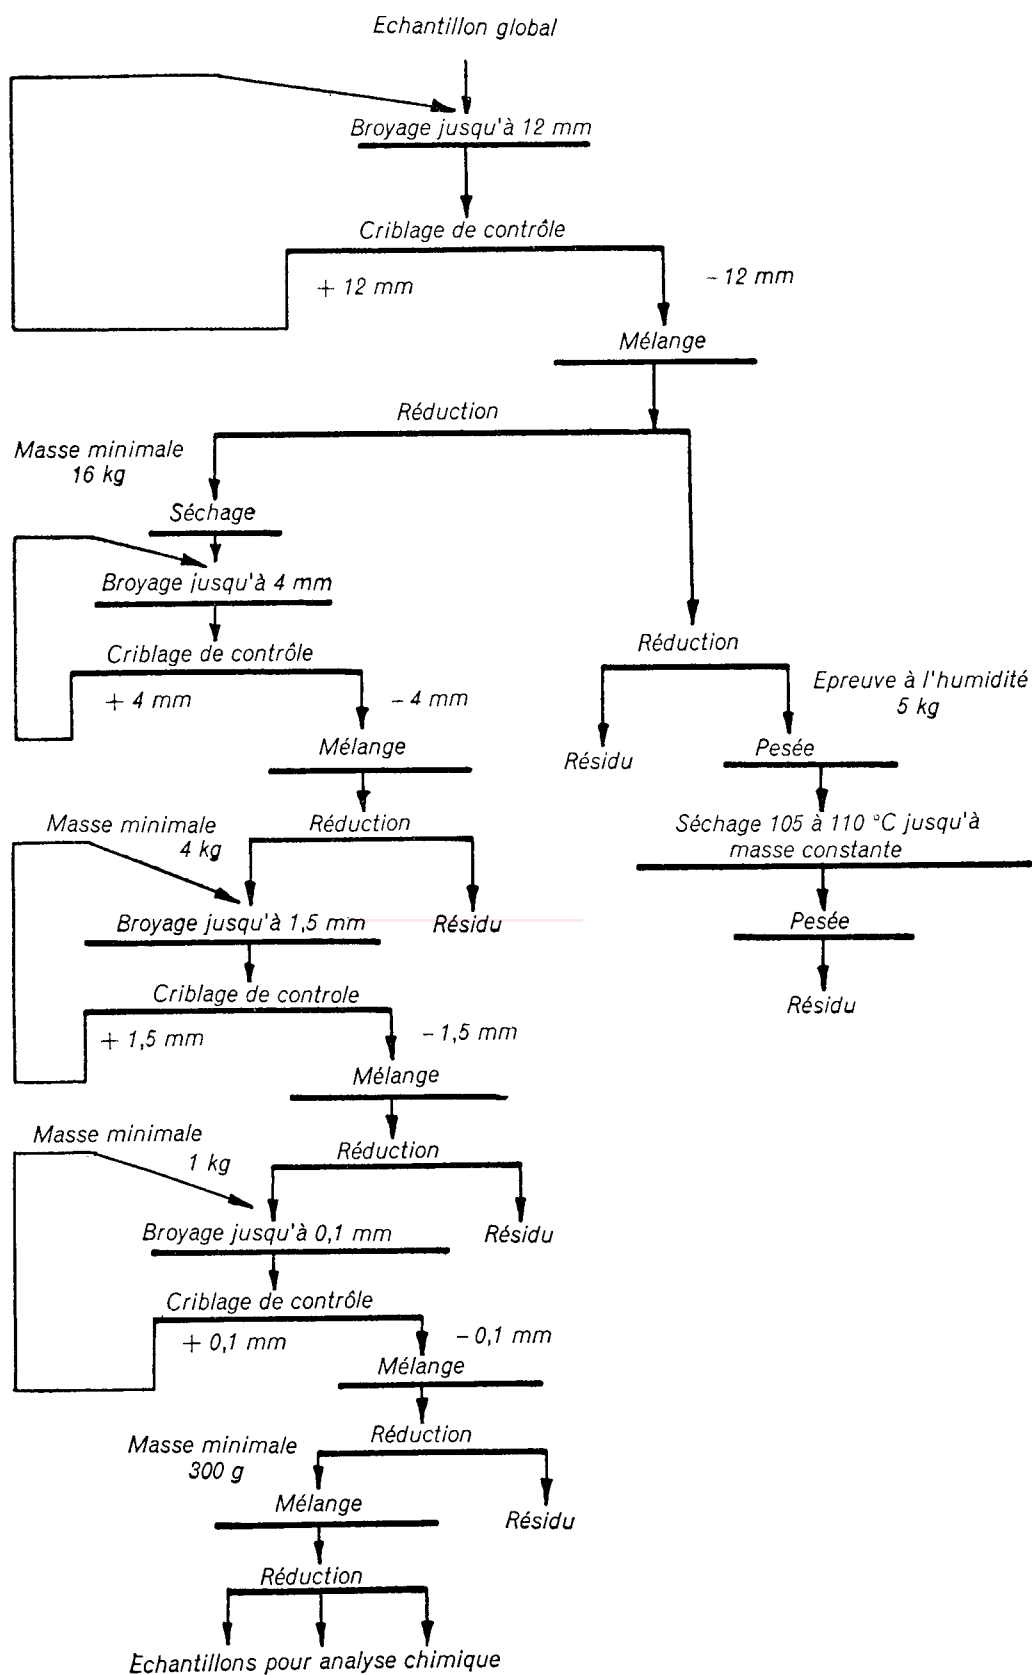 Echantillon global
Broyage jusqu'à 12 mm
Criblage de contrôle
+ 12 mm
– 12 mm
Mélange
Réduction
Masse minimale
16 kg
Séchage
Broyage jusqu'à 4 mm
Criblage de contrôle
+ 4 mm
– 4 mm
Mélange
Réduction
Masse minimale
4 kg
Broyage jusqu'à 1,5 mm
Résidu
Criblage de controle
+ 1,5 mm
– 1,5 mm
Mélange
Réduction
Masse minimale
1 kg
Broyage jusqu'à 0,1 mm
Résidu
Criblage de contrôle
+ 0,1 mm
– 0,1 mm
Mélange
Réduction
Masse minimale
300 g
Mélange
Résidu
Réduction
Echantillons pour analyse chimique
Réduction
Epreuve à l'humidité
5 kg
Résidu
Pesée
Séchage 105 à 110 °C jusqu'à
masse constante
Pesée
Résidu